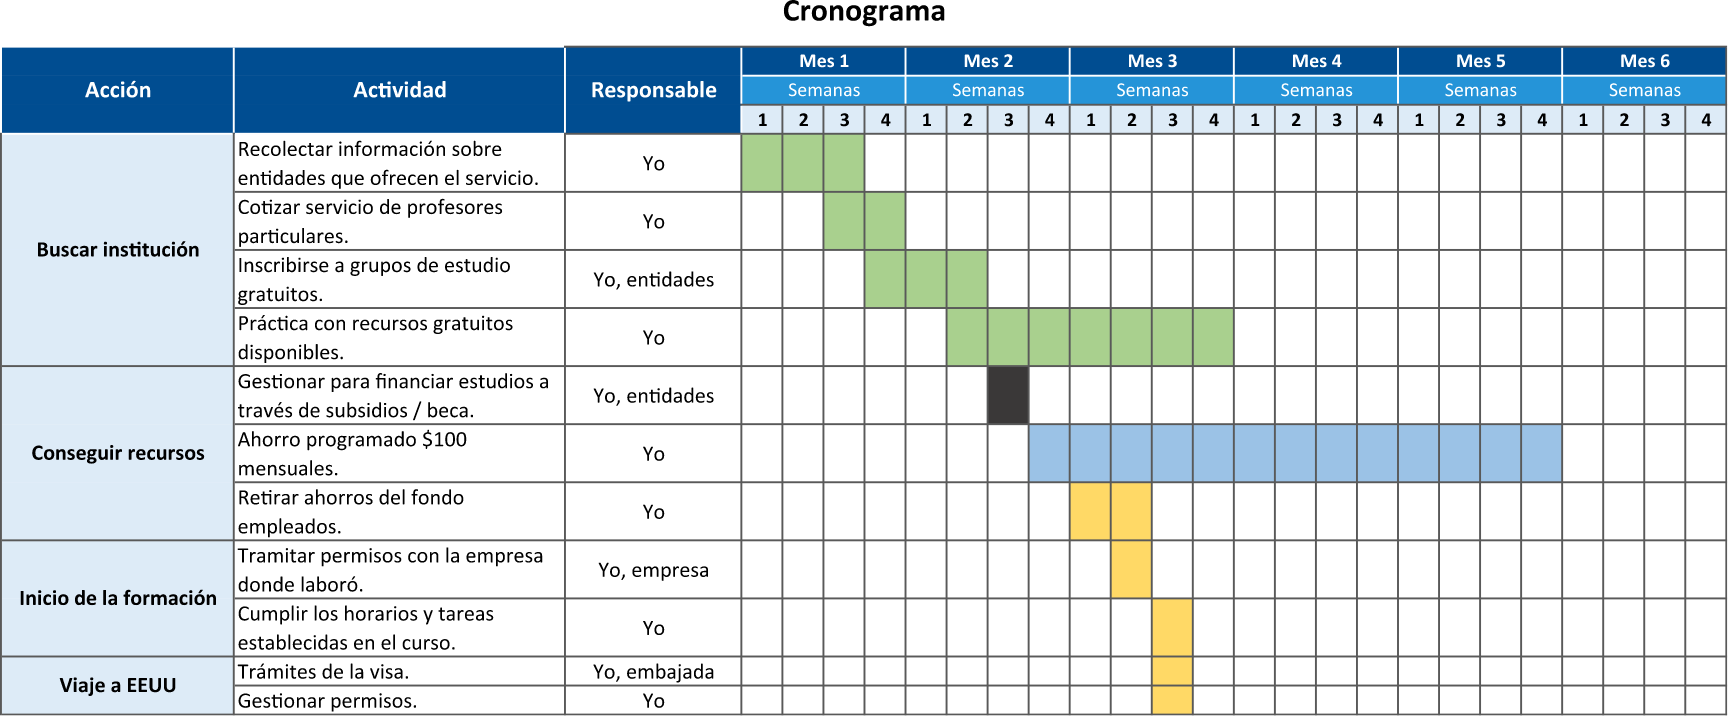 Cronograma
Acción Actividad Responsable Mes 1 Mes 2 Mes 3 Mes 4 Mes 5 Mes 6
Semanas Semanas Semanas Semanas Semanas Semanas
1 2 3 4 1 2 3 4 1 2 3 4 1 2 3 4 1 2 3 4 1 2 3 4
Buscar institución
Recolectar información sobre
entidades que ofrecen el servicio.
Yo
Cotizar servicio de profesores
particulares.
Yo
Inscribirse a grupos de estudio
gratuitos.
Yo, entidades
Práctica con recursos gratuitos
disponibles.
Yo
Conseguir recursos
Gestionar para financiar estudios a
través de subsidios / beca.
Yo, entidades
Ahorro programado $100
mensuales.
Yo
Retirar ahorros del fondo
empleados.
Yo
Inicio de la formación
Tramitar permisos con la empresa
donde laboró.
Yo, empresa
Cumplir los horarios y tareas
establecidas en el curso.
Yo
Viaje a EEUU
Trámites de la visa.
Yo, embajada
Gestionar permisos.
Yo